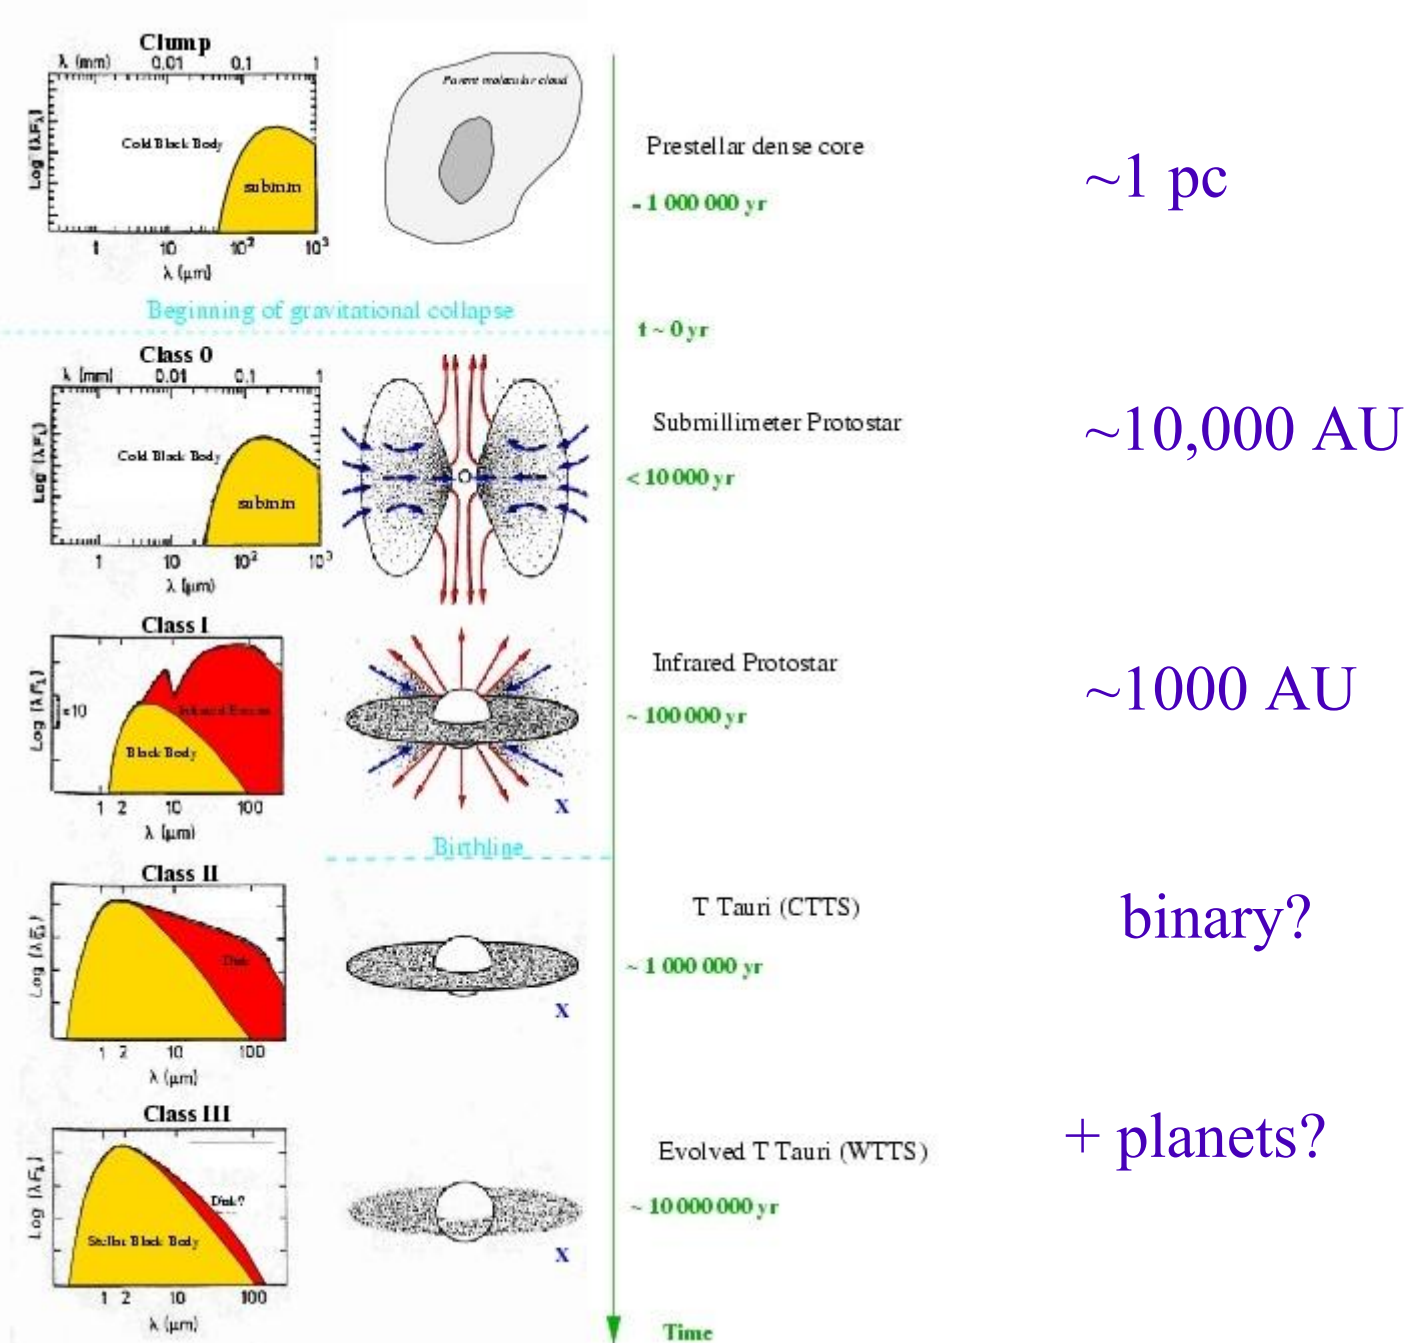 Clump
λ (mm) 0.01 0.1 1
Log (λFλ)
Cold Black Body
submm
1 10 10² 10³
λ (μm)
Parent molecular cloud
Prestellar dense core
- 1 000 000 yr
~1 pc
Beginning of gravitational collapse
t ~ 0 yr
Class 0
λ (mm) 0.01 0.1 1
Log (λFλ)
Cold Black Body
submm
1 10 10² 10³
λ (μm)
Submillimeter Protostar
< 10 000 yr
~10,000 AU
Class I
Log (λFλ)
×10
Infrared Excess
Black Body
1 2 10 100
λ (μm)
X
Infrared Protostar
~ 100 000 yr
~1000 AU
Birthline
Class II
Log (λFλ)
Disk
1 2 10 100
λ (μm)
X
T Tauri (CTTS)
~ 1 000 000 yr
binary?
Class III
Log (λFλ)
Disk?
Stellar Black Body
1 2 10 100
λ (μm)
X
Evolved T Tauri (WTTS)
~ 10 000 000 yr
+ planets?
Time